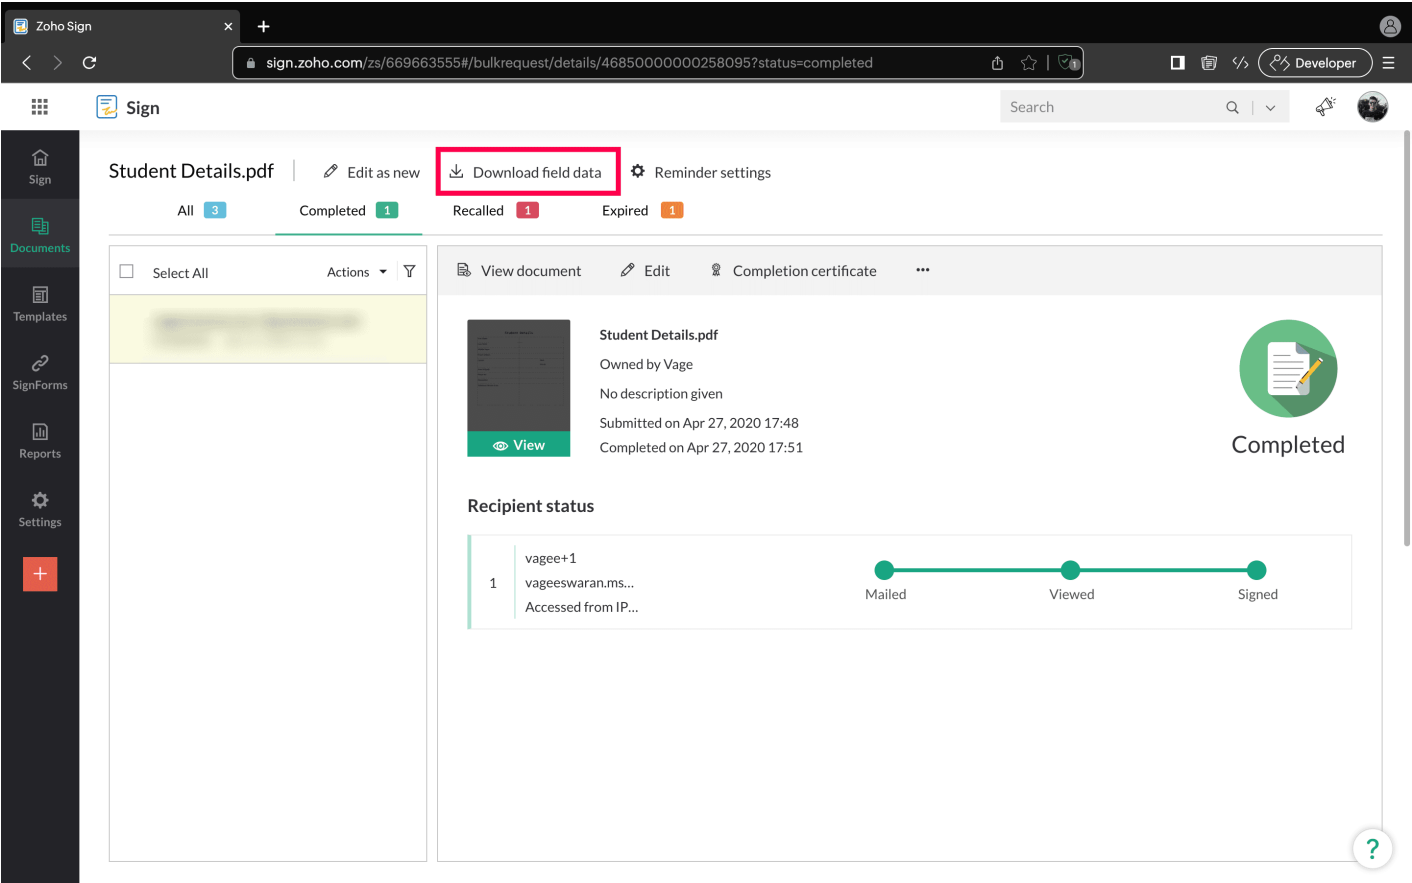 Zoho Sign
sign.zoho.com/zs/669663555#/bulkrequest/details/46850000000258095?status=completed
1
Developer
Sign
Search
Student Details.pdf
Edit as new
Download field data
Reminder settings
All 3
Completed 1
Recalled 1
Expired 1
Sign
Documents
Templates
SignForms
Reports
Settings
+
Select All
Actions
View document
Edit
Completion certificate
...
View
Student Details.pdf
Owned by Vage
No description given
Submitted on Apr 27, 2020 17:48
Completed on Apr 27, 2020 17:51
Completed
Recipient status
1
vagee+1
vageeswaran.ms...
Accessed from IP...
Mailed
Viewed
Signed
?